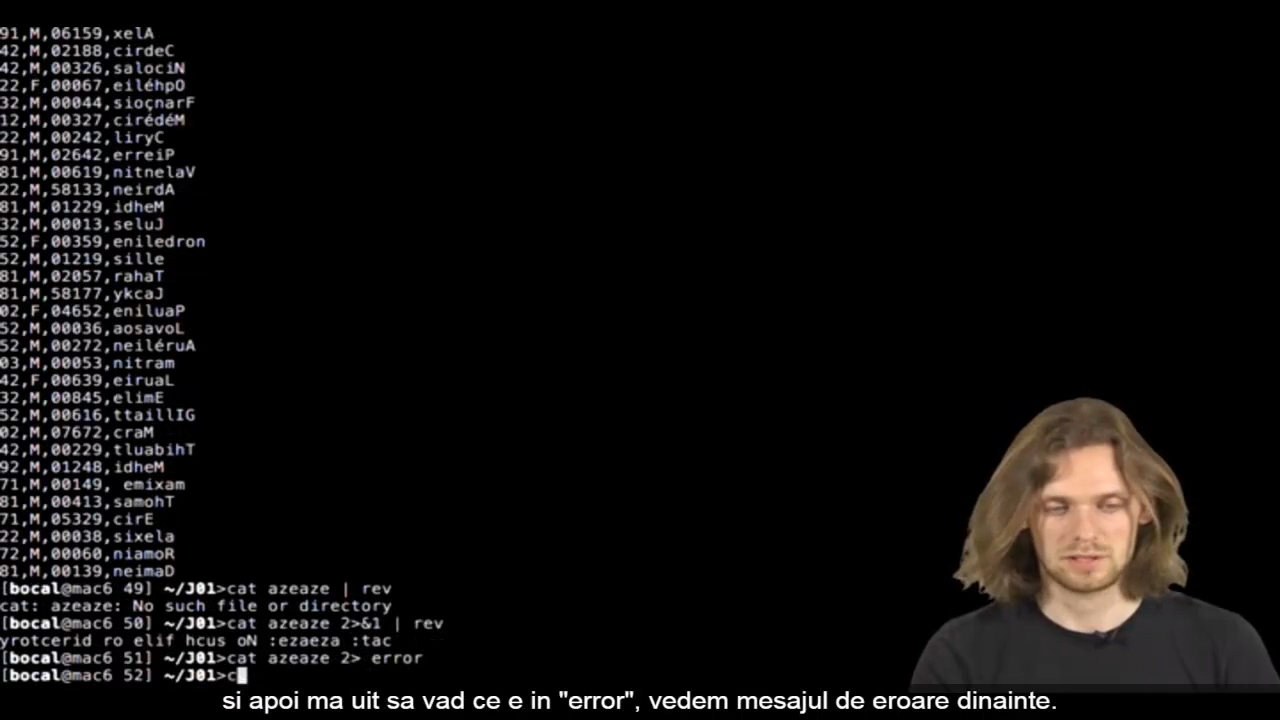 91,M,06159,xelA
42,M,02188,cirdeC
42,M,00326,salociN
22,F,00067,eiléhpO
32,M,00044,sioçnarF
12,M,00327,cirédéM
22,M,00242,liryC
91,M,02642,erreiP
81,M,00619,nitnelaV
22,M,58133,neirdA
81,M,01229,idheM
32,M,00013,seluJ
52,F,00359,eniledron
52,M,01219,sille
81,M,02057,rahaT
81,M,58177,ykcaJ
02,F,04652,eniluaP
52,M,00036,aosavoL
52,M,00272,neiléruA
03,M,00053,nitram
42,F,00639,eiruaL
32,M,00845,elimE
52,M,00616,ttaillIG
02,M,07672,craM
42,M,00229,tluabihT
92,M,01248,idheM
71,M,00149, emixam
81,M,00413,samohT
71,M,05329,cirE
22,M,00038,sixela
72,M,00060,niamoR
81,M,00139,neimaD
[bocal@mac6 49] ~/J01>cat azeaze | rev
cat: azeaze: No such file or directory
[bocal@mac6 50] ~/J01>cat azeaze 2>&1 | rev
yrotcerid ro elif hcus oN :ezaeza :tac
[bocal@mac6 51] ~/J01>cat azeaze 2> error
[bocal@mac6 52] ~/J01>c
si apoi ma uit sa vad ce e in "error", vedem mesajul de eroare dinainte.